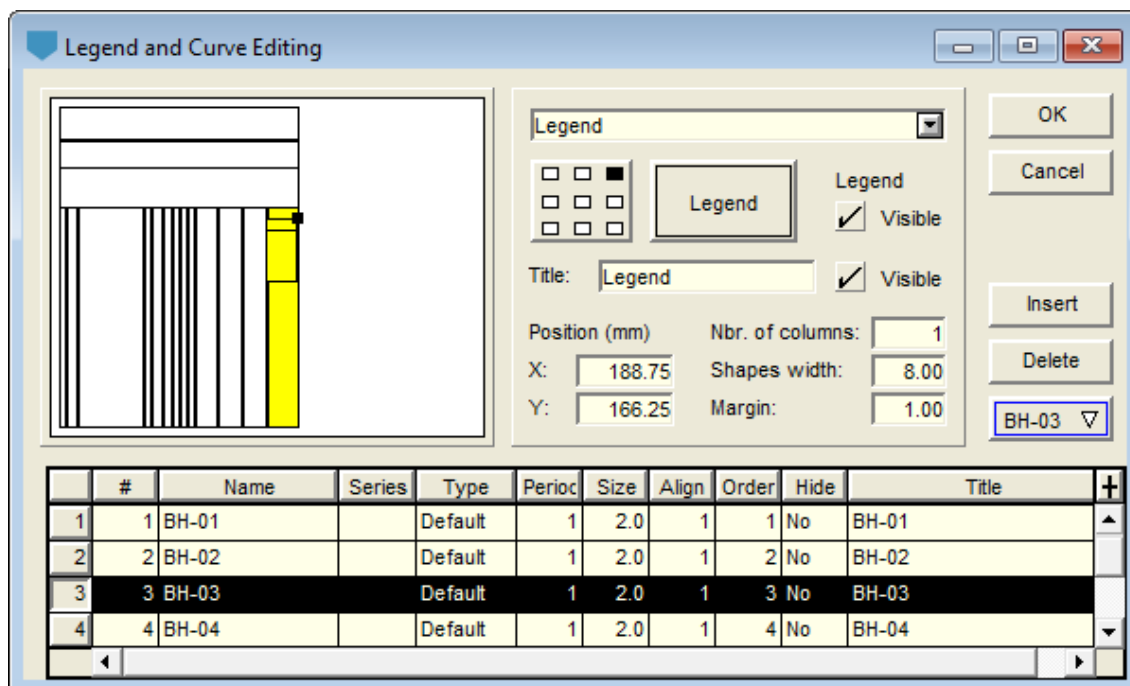 Legend and Curve Editing
Legend
OK
Cancel
Legend
Legend
Visible
Title: Legend
Visible
Position (mm)
Nbr. of columns: 1
X: 188.75
Shapes width: 8.00
Y: 166.25
Margin: 1.00
Insert
Delete
BH-03
# Name Series Type Period Size Align Order Hide Title
1 1 BH-01 Default 1 2.0 1 1 No BH-01
2 2 BH-02 Default 1 2.0 1 2 No BH-02
3 3 BH-03 Default 1 2.0 1 3 No BH-03
4 4 BH-04 Default 1 2.0 1 4 No BH-04